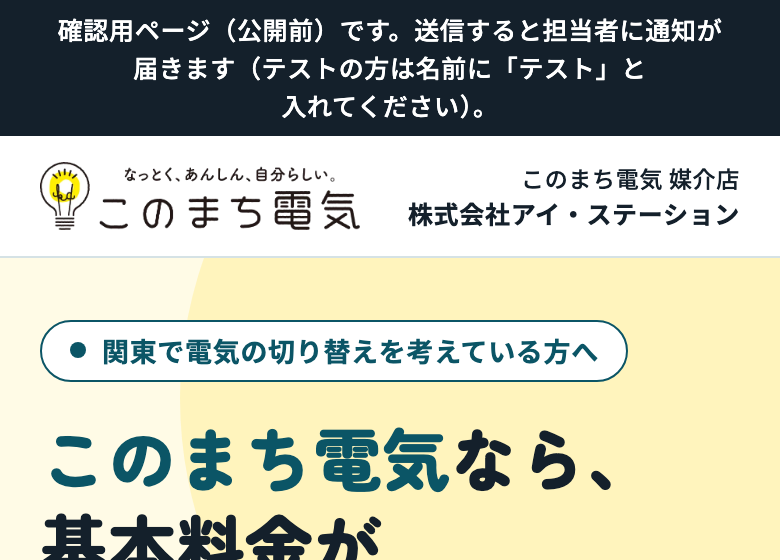 確認用ページ（公開前）です。送信すると担当者に通知が
届きます（テストの方は名前に「テスト」と
入れてください）。
なっとく、あんしん、自分らしい。
このまち電気
このまち電気 媒介店
株式会社アイ・ステーション
関東で電気の切り替えを考えている方へ
このまち電気なら、
基本料金が